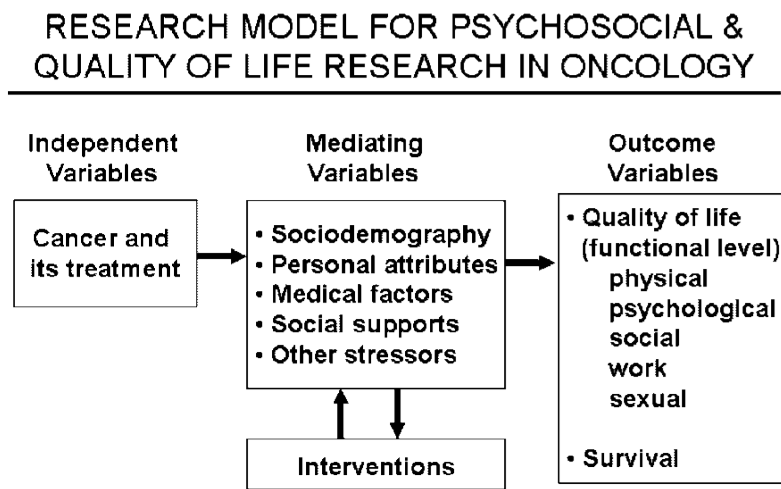 RESEARCH MODEL FOR PSYCHOSOCIAL &
QUALITY OF LIFE RESEARCH IN ONCOLOGY
Independent
Variables
Cancer and
its treatment
Mediating
Variables
• Sociodemography
• Personal attributes
• Medical factors
• Social supports
• Other stressors
Interventions
Outcome
Variables
• Quality of life
(functional level)
physical
psychological
social
work
sexual
• Survival